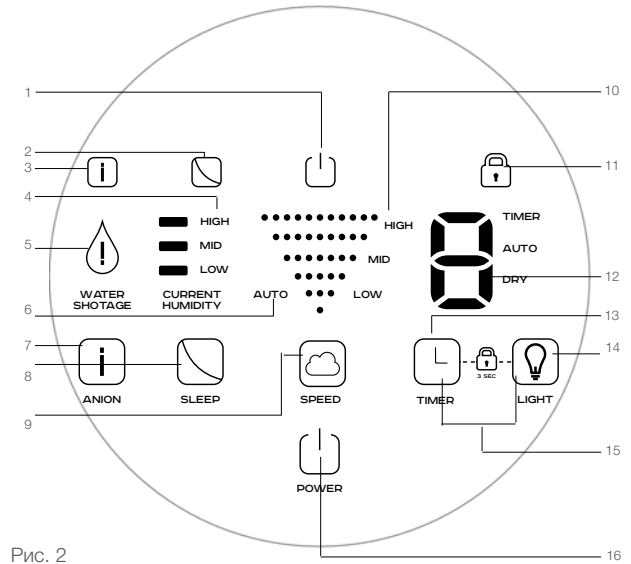 1
10
2
3
11
4
HIGH
HIGH
TIMER
5
MID
MID
AUTO
LOW
DRY
12
WATER
SHOTAGE
CURRENT
HUMIDITY
AUTO
LOW
6
13
7
14
8
3 SEC
ANION
SLEEP
SPEED
TIMER
LIGHT
9
15
POWER
Рис. 2
16